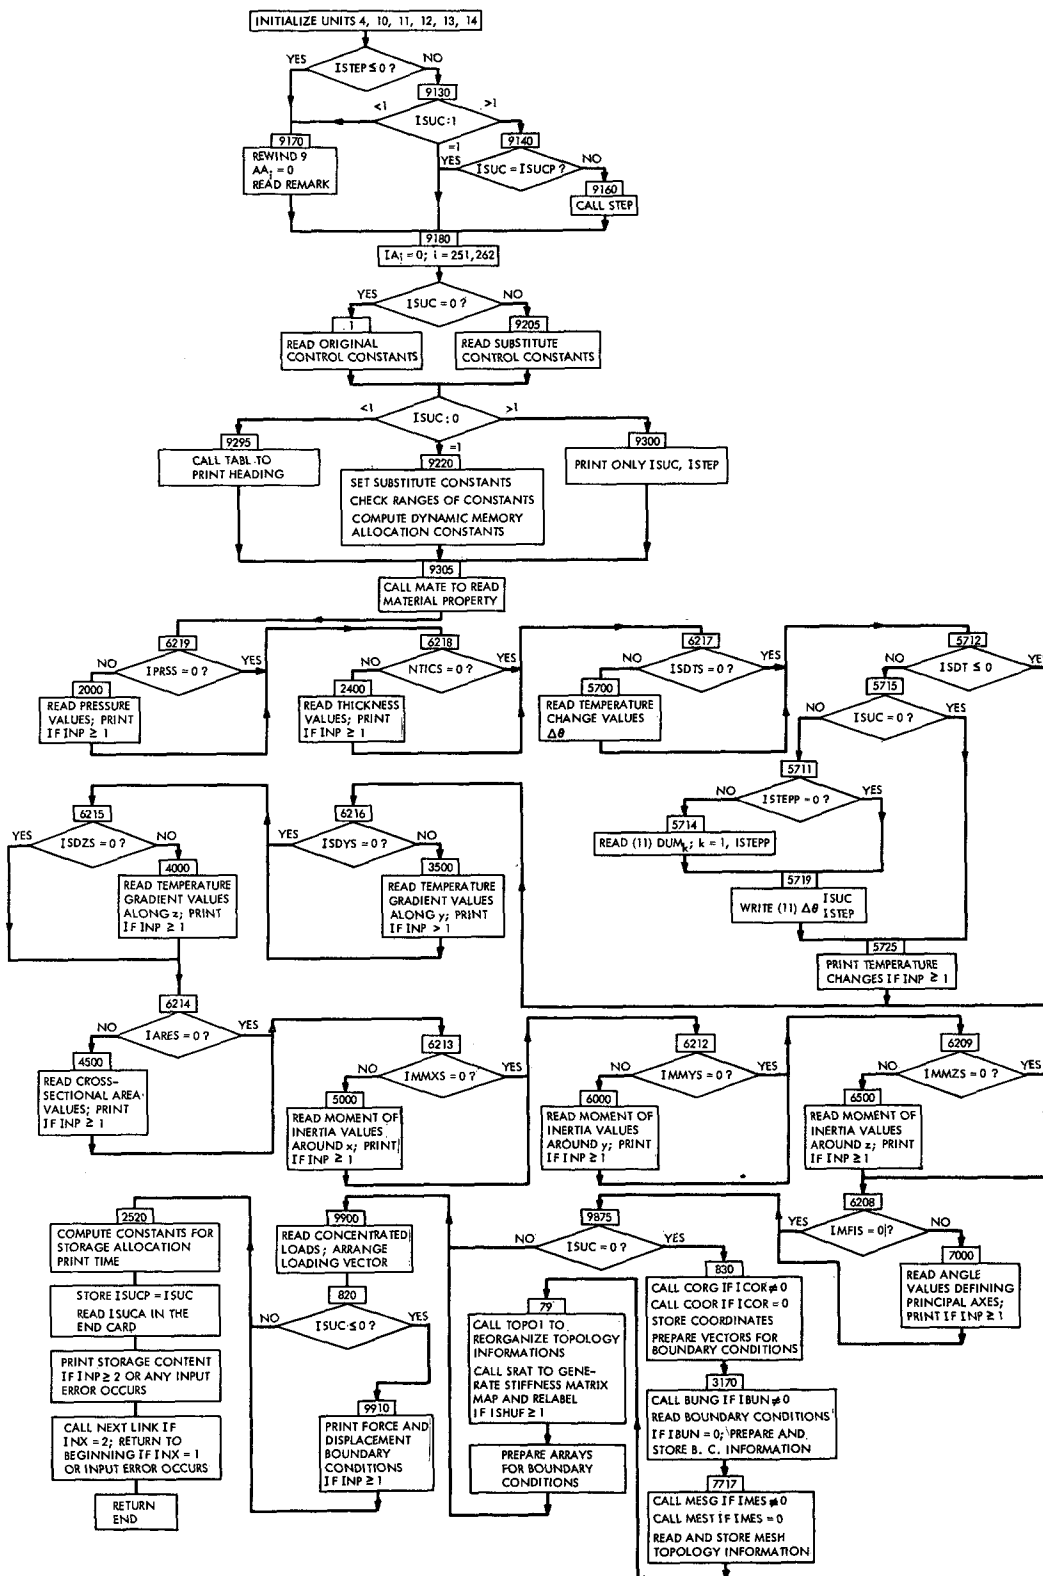 INITIALIZE UNITS 4, 10, 11, 12, 13, 14
YES
ISTEP ≤ 0 ?
NO
9130
<1
ISUC:1
>1
=1
9170
REWIND 9
AAi = 0
READ REMARK
9140
YES
ISUC = ISUCP ?
NO
9160
CALL STEP
9180
IAi = 0; i = 251,262
YES
ISUC = 0 ?
NO
1
READ ORIGINAL
CONTROL CONSTANTS
9205
READ SUBSTITUTE
CONTROL CONSTANTS
<1
ISUC : 0
>1
=1
9295
CALL TABL TO
PRINT HEADING
9220
SET SUBSTITUTE CONSTANTS
CHECK RANGES OF CONSTANTS
COMPUTE DYNAMIC MEMORY
ALLOCATION CONSTANTS
9300
PRINT ONLY ISUC, ISTEP
9305
CALL MATE TO READ
MATERIAL PROPERTY
6219
NO
IPRSS = 0 ?
YES
2000
READ PRESSURE
VALUES; PRINT
IF INP ≥ 1
6218
NO
NTICS = 0 ?
YES
2400
READ THICKNESS
VALUES; PRINT
IF INP ≥ 1
6217
NO
ISDTS = 0 ?
YES
5700
READ TEMPERATURE
CHANGE VALUES
Δθ
5712
NO
ISDT ≤ 0
YES
5715
NO
ISUC = 0 ?
YES
5711
NO
ISTEPP = 0 ?
YES
5714
READ (11) DUMk; k = 1, ISTEPP
5719
WRITE (11) Δθ ISUC
ISTEP
5725
PRINT TEMPERATURE
CHANGES IF INP ≥ 1
6215
YES
ISDZS = 0 ?
NO
4000
READ TEMPERATURE
GRADIENT VALUES
ALONG z; PRINT
IF INP ≥ 1
6216
YES
ISDYS = 0 ?
NO
3500
READ TEMPERATURE
GRADIENT VALUES
ALONG y; PRINT
IF INP > 1
6214
NO
IARES = 0 ?
YES
4500
READ CROSS-
SECTIONAL AREA
VALUES; PRINT
IF INP ≥ 1
6213
NO
IMMXS = 0 ?
YES
5000
READ MOMENT OF
INERTIA VALUES
AROUND x; PRINT
IF INP ≥ 1
6212
NO
IMMYS = 0 ?
YES
6000
READ MOMENT OF
INERTIA VALUES
AROUND y; PRINT
IF INP ≥ 1
6209
NO
IMMZS = 0 ?
YES
6500
READ MOMENT OF
INERTIA VALUES
AROUND z; PRINT
IF INP ≥ 1
6208
YES
IMFIS = 0 ?
NO
7000
READ ANGLE
VALUES DEFINING
PRINCIPAL AXES;
PRINT IF INP ≥ 1
9875
NO
ISUC = 0 ?
YES
830
CALL CORG IF ICOR ≠ 0
CALL COOR IF ICOR = 0
STORE COORDINATES
PREPARE VECTORS FOR
BOUNDARY CONDITIONS
3170
CALL BUNG IF IBUN ≠ 0
READ BOUNDARY CONDITIONS
IF IBUN = 0; PREPARE AND
STORE B. C. INFORMATION
7717
CALL MESG IF IMES ≠ 0
CALL MEST IF IMES = 0
READ AND STORE MESH
TOPOLOGY INFORMATION
79
CALL TOPO1 TO
REORGANIZE TOPOLOGY
INFORMATIONS
CALL SRAT TO GENE-
RATE STIFFNESS MATRIX
MAP AND RELABEL
IF ISHUF ≥ 1
PREPARE ARRAYS
FOR BOUNDARY
CONDITIONS
9900
READ CONCENTRATED
LOADS; ARRANGE
LOADING VECTOR
820
NO
ISUC ≤ 0 ?
YES
9910
PRINT FORCE AND
DISPLACEMENT
BOUNDARY
CONDITIONS
IF INP ≥ 1
2520
COMPUTE CONSTANTS FOR
STORAGE ALLOCATION
PRINT TIME
STORE ISUCP = ISUC
READ ISUCA IN THE
END CARD
PRINT STORAGE CONTENT
IF INP ≥ 2 OR ANY INPUT
ERROR OCCURS
CALL NEXT LINK IF
INX = 2; RETURN TO
BEGINNING IF INX = 1
OR INPUT ERROR OCCURS
RETURN
END